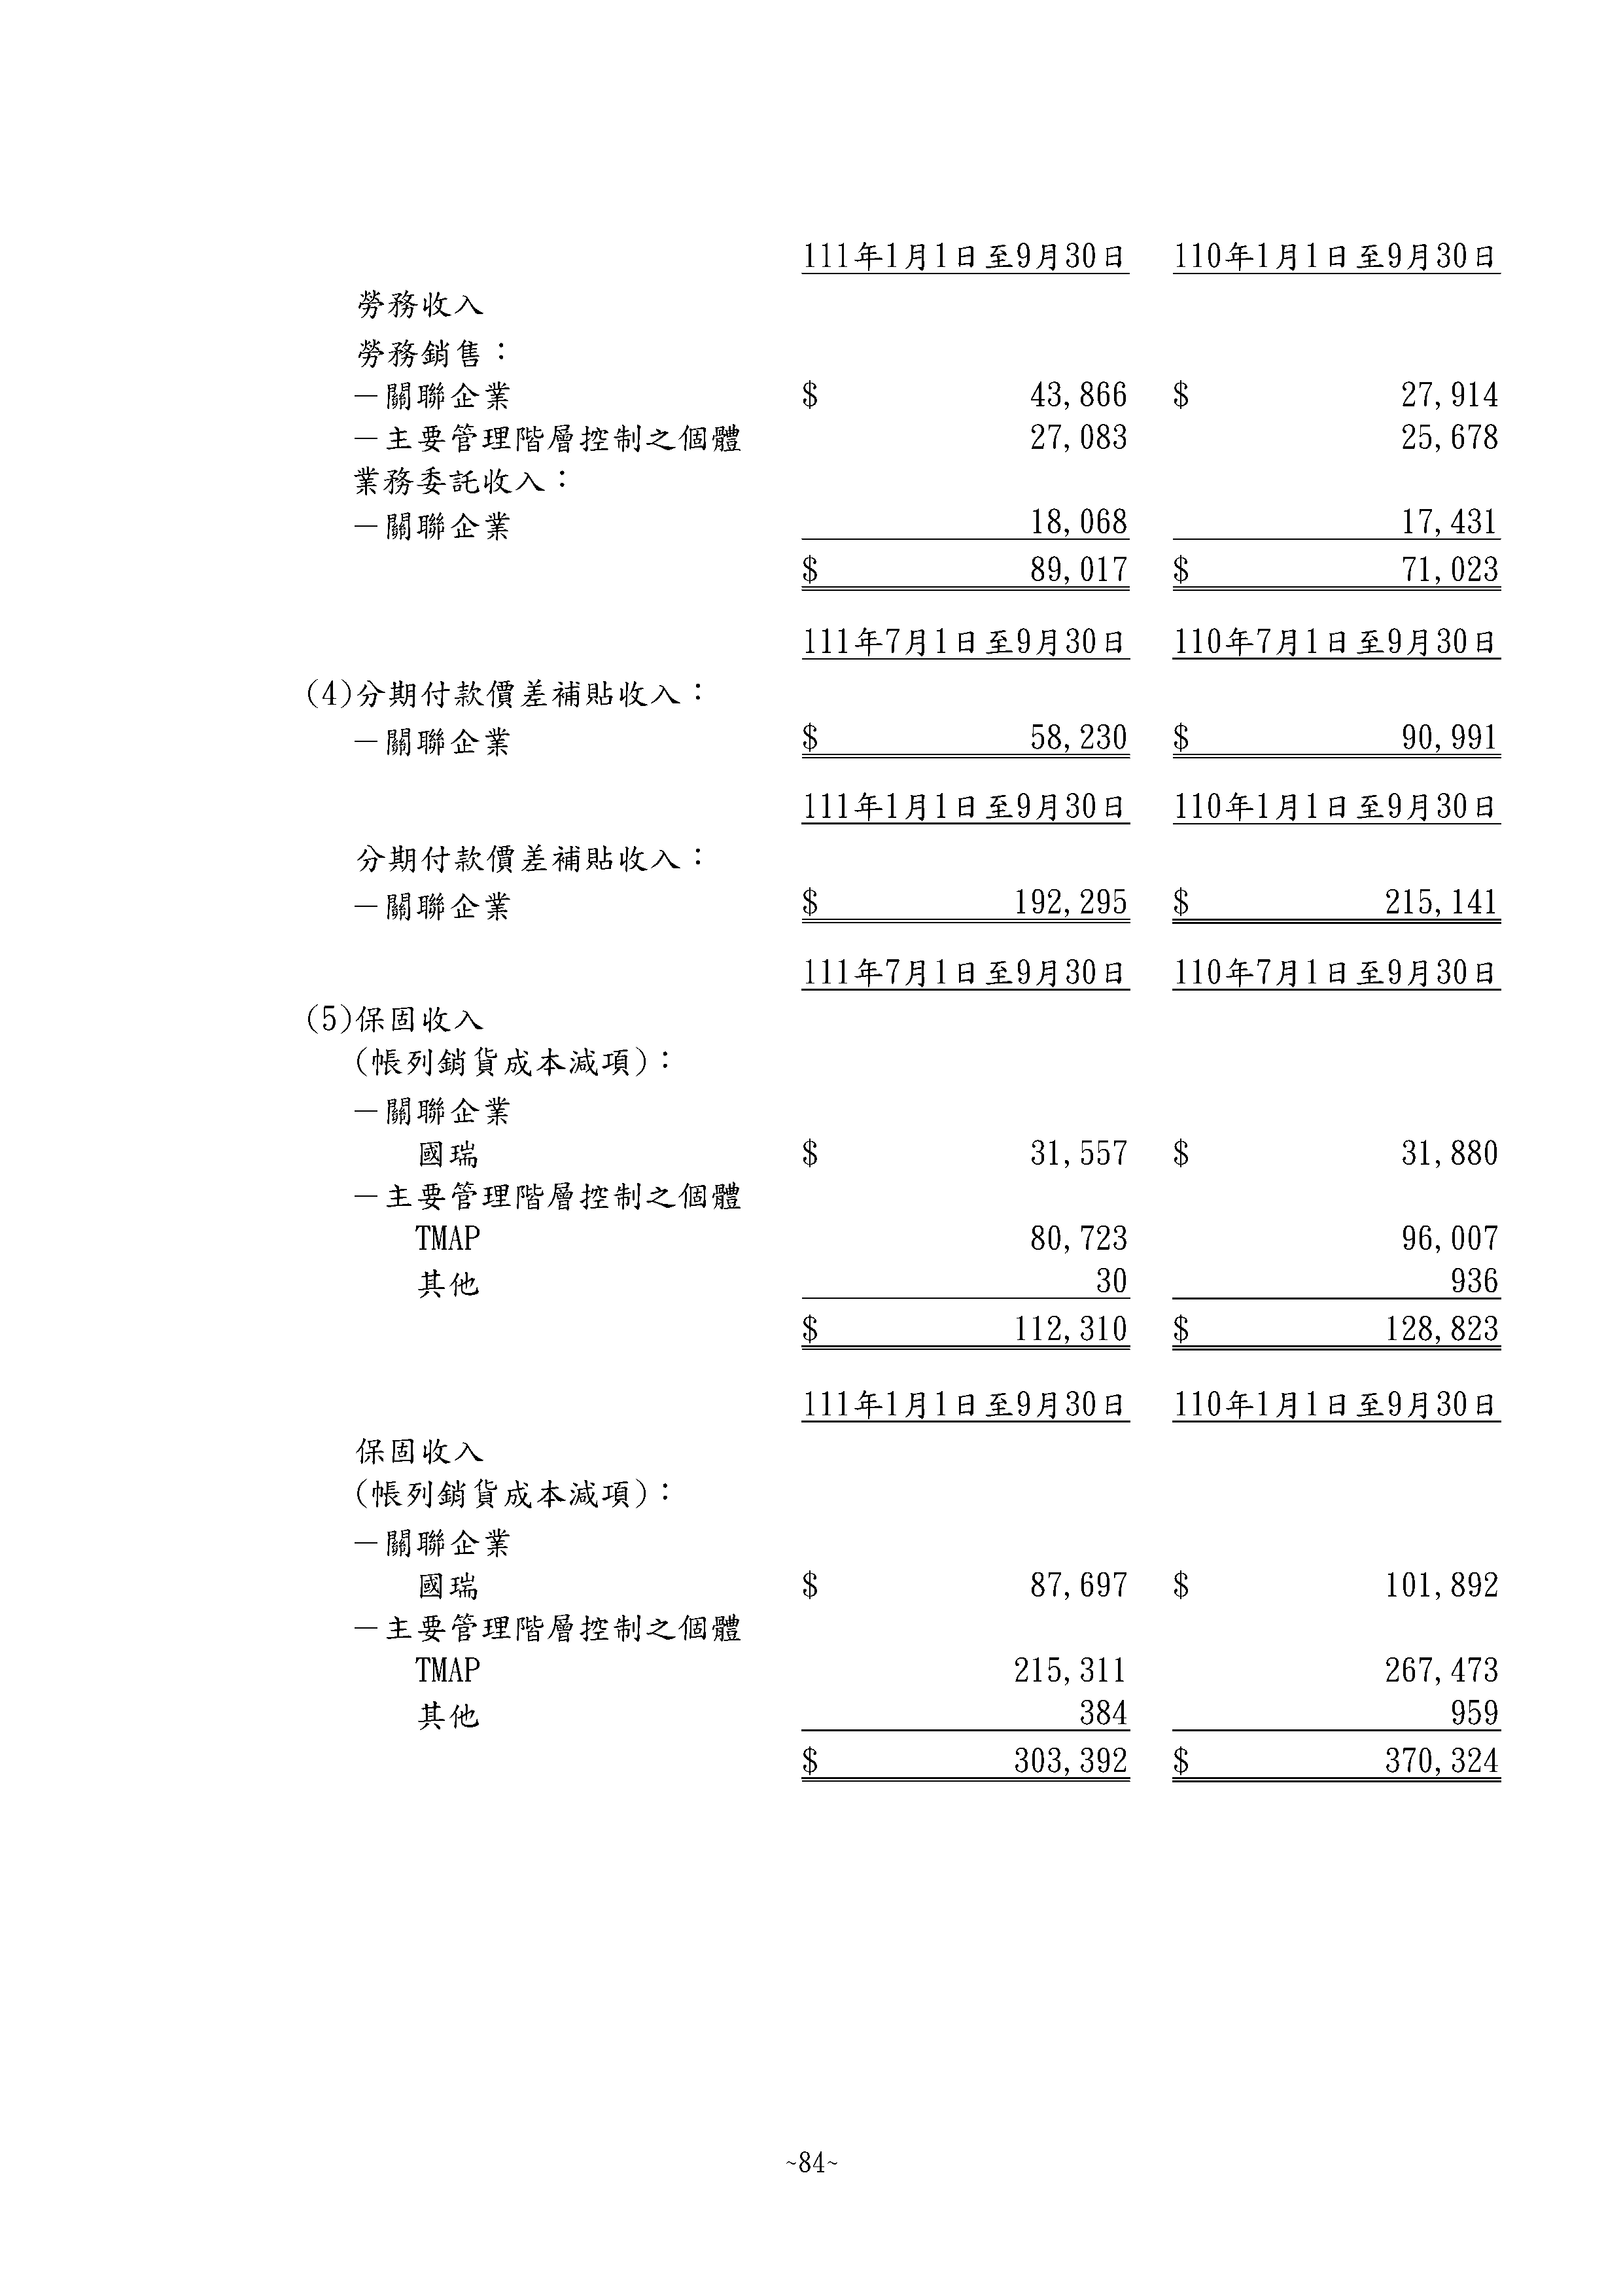 111年1月1日至9月30日 110年1月1日至9月30日
勞務收入
勞務銷售：
－關聯企業 $ 43,866 $ 27,914
－主要管理階層控制之個體 27,083 25,678
業務委託收入：
－關聯企業 18,068 17,431
$ 89,017 $ 71,023
111年7月1日至9月30日 110年7月1日至9月30日
(4)分期付款價差補貼收入：
－關聯企業 $ 58,230 $ 90,991
111年1月1日至9月30日 110年1月1日至9月30日
分期付款價差補貼收入：
－關聯企業 $ 192,295 $ 215,141
111年7月1日至9月30日 110年7月1日至9月30日
(5)保固收入
(帳列銷貨成本減項)：
－關聯企業
國瑞 $ 31,557 $ 31,880
－主要管理階層控制之個體
TMAP 80,723 96,007
其他 30 936
$ 112,310 $ 128,823
111年1月1日至9月30日 110年1月1日至9月30日
保固收入
(帳列銷貨成本減項)：
－關聯企業
國瑞 $ 87,697 $ 101,892
－主要管理階層控制之個體
TMAP 215,311 267,473
其他 384 959
$ 303,392 $ 370,324
~84~